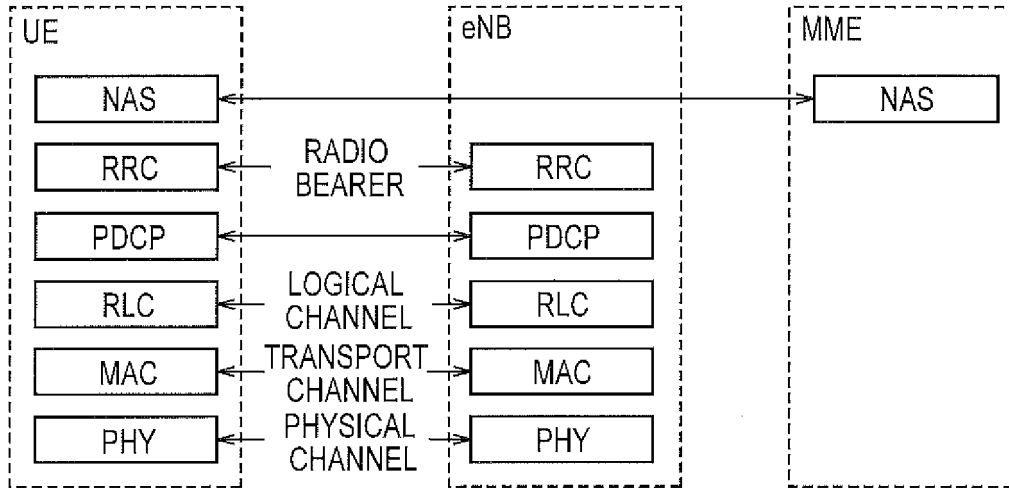 UE
eNB
MME
NAS
NAS
RRC
RADIO
BEARER
RRC
PDCP
PDCP
RLC
LOGICAL
CHANNEL
RLC
MAC
TRANSPORT
CHANNEL
MAC
PHY
PHYSICAL
CHANNEL
PHY